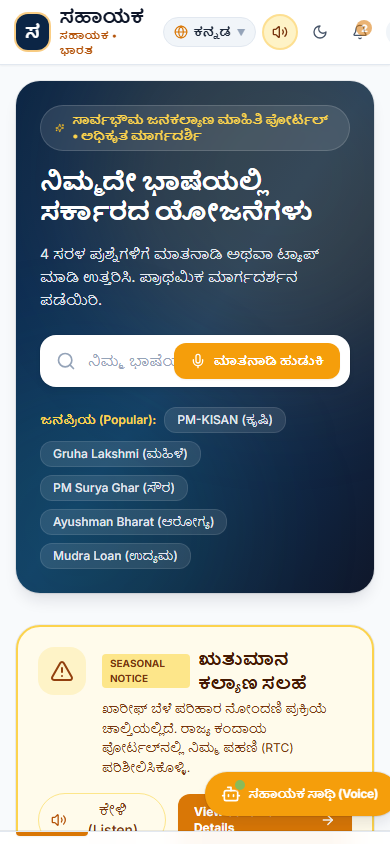 ಸ
ಸಹಾಯಕ
ಸಹಾಯಕ •
ಭಾರತ
ಕನ್ನಡ ▼
ಸಾರ್ವಭೌಮ ಜನಕಲ್ಯಾಣ ಮಾಹಿತಿ ಪೋರ್ಟಲ್
• ಅಧಿಕೃತ ಮಾರ್ಗದರ್ಶಿ
ನಿಮ್ಮದೇ ಭಾಷೆಯಲ್ಲಿ
ಸರ್ಕಾರದ ಯೋಜನೆಗಳು
4 ಸರಳ ಪ್ರಶ್ನೆಗಳಿಗೆ ಮಾತನಾಡಿ ಅಥವಾ ಟ್ಯಾಪ್
ಮಾಡಿ ಉತ್ತರಿಸಿ. ಪ್ರಾಥಮಿಕ ಮಾರ್ಗದರ್ಶನ
ಪಡೆಯಿರಿ.
ನಿಮ್ಮ
ಮಾತನಾಡಿ ಹುಡುಕಿ
ಜನಪ್ರಿಯ (Popular):
PM-KISAN (ಕೃಷಿ)
Gruha Lakshmi (ಮಹಿಳೆ)
PM Surya Ghar (ಸೌರ)
Ayushman Bharat (ಆರೋಗ್ಯ)
Mudra Loan (ಉದ್ಯಮ)
SEASONAL
NOTICE
ಋತುಮಾನ
ಕಲ್ಯಾಣ ಸಲಹೆ
ಖಾರೀಫ್ ಬೆಳೆ ಪರಿಹಾರ ನೋಂದಣಿ ಪ್ರಕ್ರಿಯೆ
ಚಾಲ್ತಿಯಲ್ಲಿದೆ. ರಾಜ್ಯ ಕಂದಾಯ
ಪೋರ್ಟಲ್‌ನಲ್ಲಿ ನಿಮ್ಮ ಪಹಣಿ (RTC)
ಪರಿಶೀಲಿಸಿಕೊಳ್ಳಿ.
ಸಹಾಯಕ ಸಾಥಿ (Voice)
ಕೇಳಿ
(Listen)
View
Details